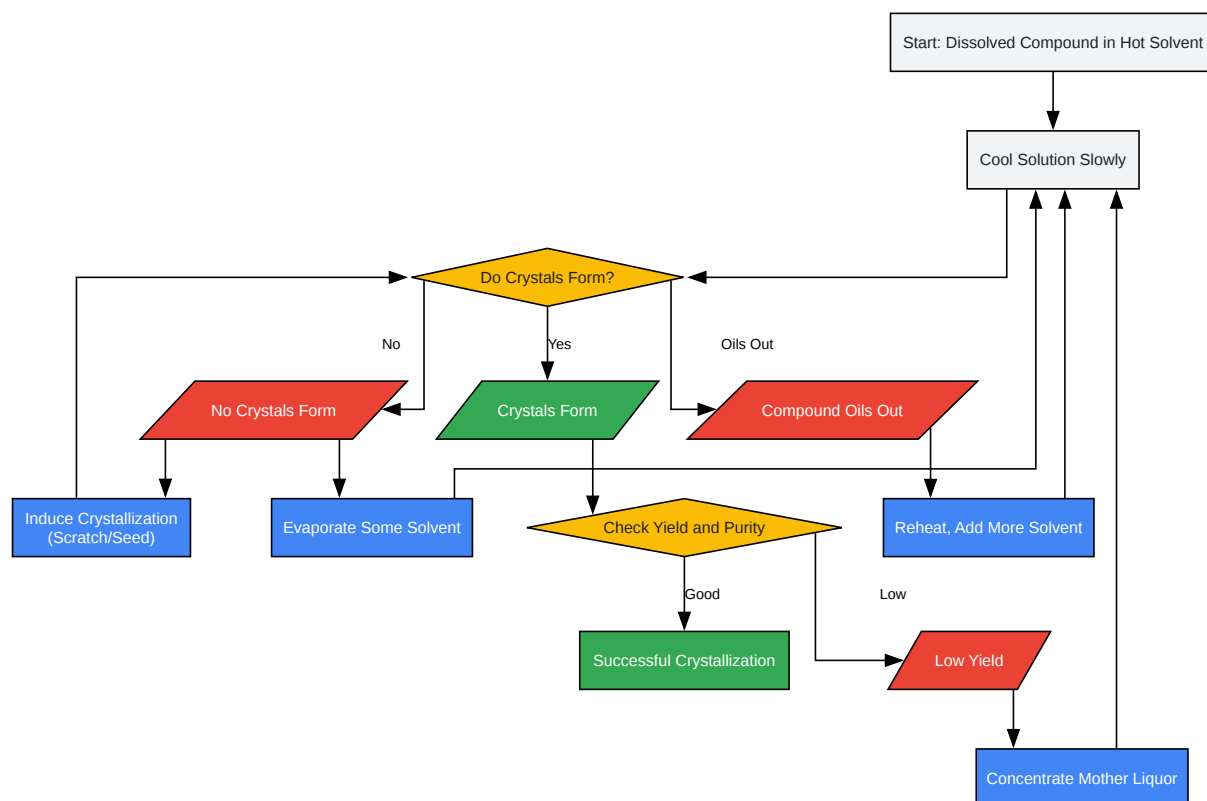 Start: Dissolved Compound in Hot Solvent
Cool Solution Slowly
Do Crystals Form?
No
Yes
Oils Out
No Crystals Form
Crystals Form
Compound Oils Out
Induce Crystallization
(Scratch/Seed)
Evaporate Some Solvent
Check Yield and Purity
Reheat, Add More Solvent
Good
Low
Successful Crystallization
Low Yield
Concentrate Mother Liquor